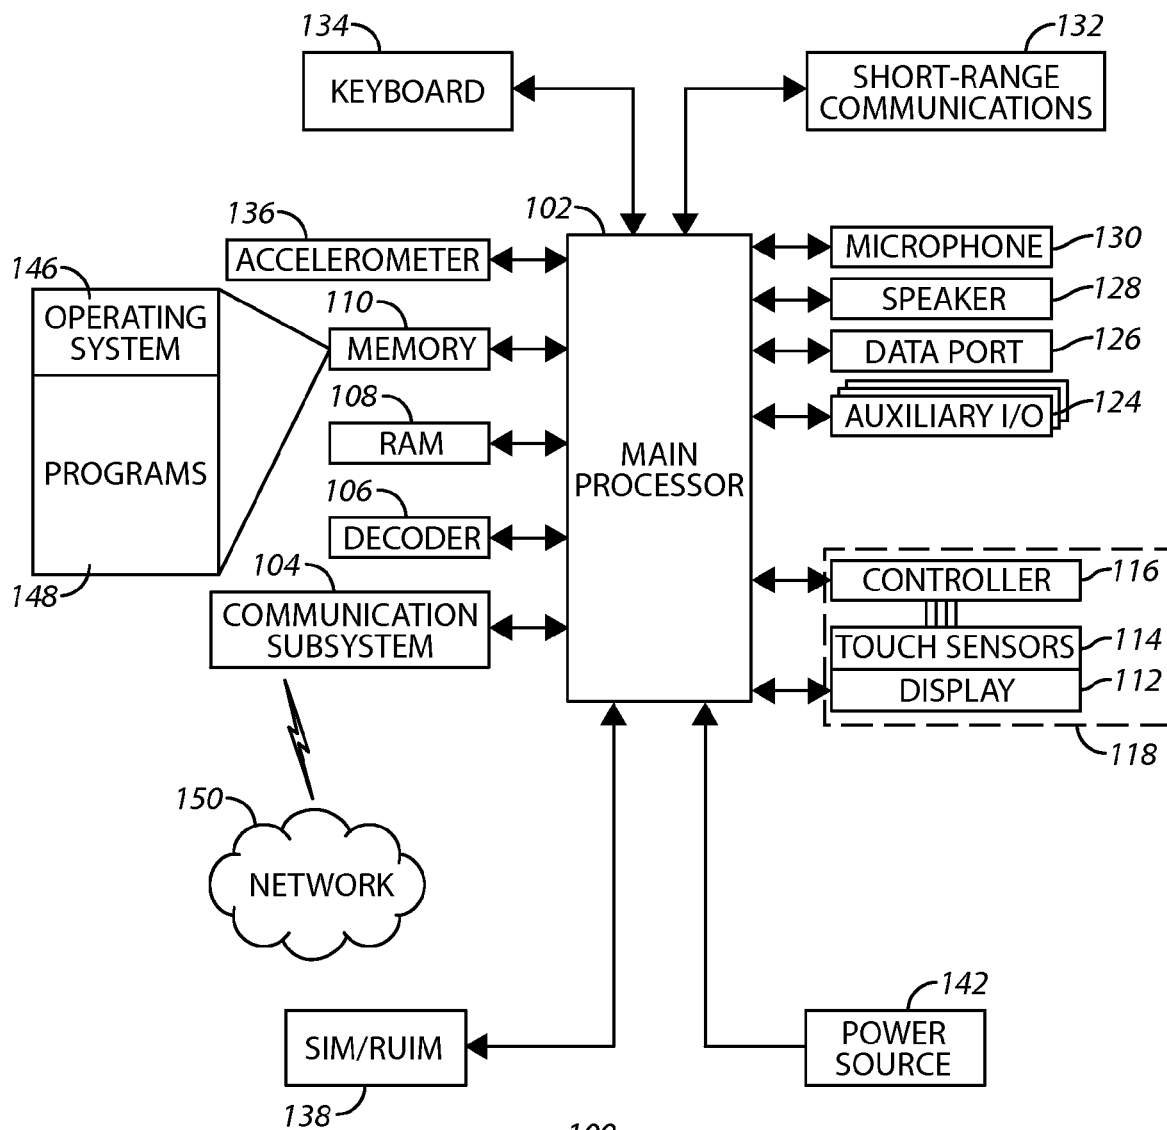 134
KEYBOARD
132
SHORT-RANGE
COMMUNICATIONS
102
MAIN
PROCESSOR
136
ACCELEROMETER
146
OPERATING
SYSTEM
PROGRAMS
148
110
MEMORY
108
RAM
106
DECODER
104
COMMUNICATION
SUBSYSTEM
150
NETWORK
MICROPHONE
130
SPEAKER
128
DATA PORT
126
AUXILIARY I/O
124
CONTROLLER
116
TOUCH SENSORS
114
DISPLAY
112
118
SIM/RUIM
138
142
POWER
SOURCE